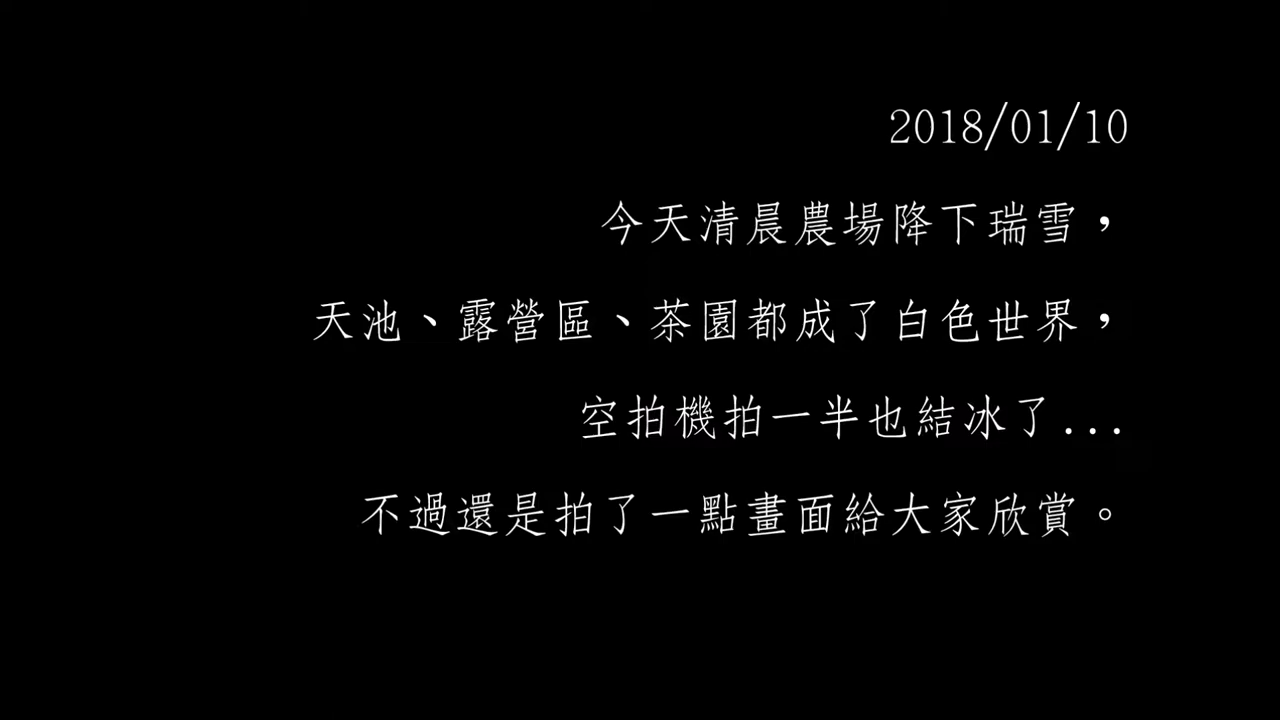 2018/01/10
今天清晨農場降下瑞雪，
天池、露營區、茶園都成了白色世界，
空拍機拍一半也結冰了...
不過還是拍了一點畫面給大家欣賞。